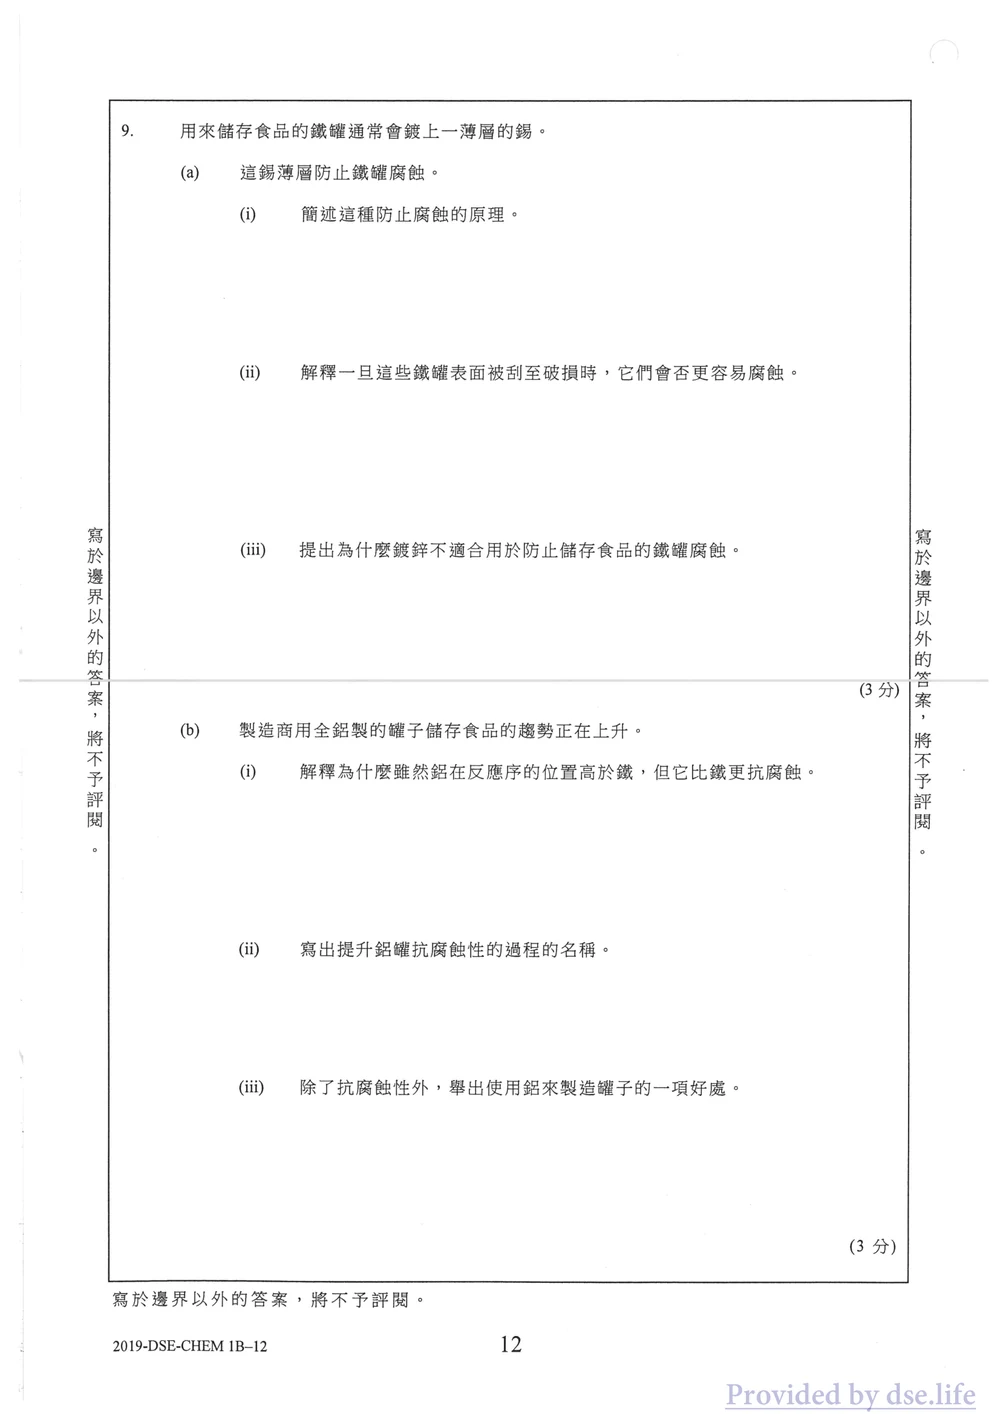 9. 用來儲存食品的鐵罐通常會鍍上一薄層的錫。
(a) 這錫薄層防止鐵罐腐蝕。
(i) 簡述這種防止腐蝕的原理。
(ii) 解釋一旦這些鐵罐表面被刮至破損時，它們會否更容易腐蝕。
(iii) 提出為什麼鍍鋅不適合用於防止儲存食品的鐵罐腐蝕。
(3 分)
(b) 製造商用全鋁製的罐子儲存食品的趨勢正在上升。
(i) 解釋為什麼雖然鋁在反應序的位置高於鐵，但它比鐵更抗腐蝕。
(ii) 寫出提升鋁罐抗腐蝕性的過程的名稱。
(iii) 除了抗腐蝕性外，舉出使用鋁來製造罐子的一項好處。
(3 分)
寫於邊界以外的答案，將不予評閱。
寫於邊界以外的答案，將不予評閱。
寫於邊界以外的答案，將不予評閱。
2019-DSE-CHEM 1B–12
12
Provided by dse.life